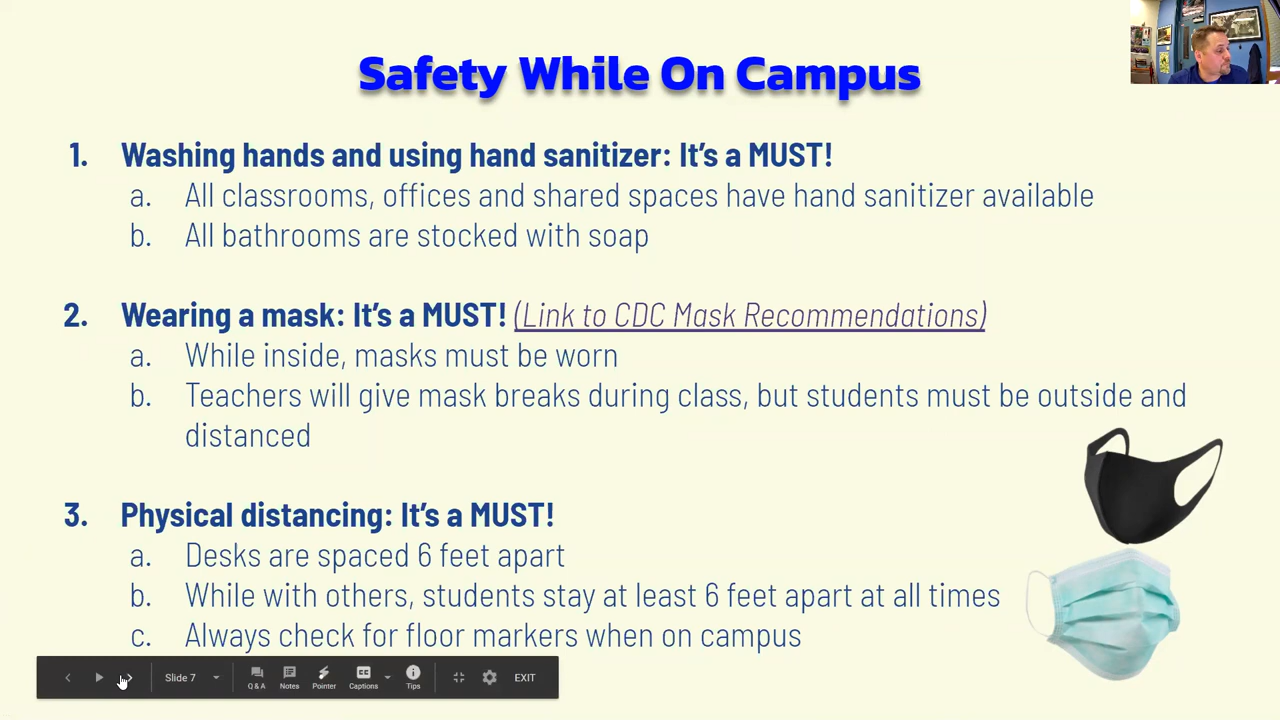 Safety While On Campus
1. Washing hands and using hand sanitizer: It's a MUST!
a. All classrooms, offices and shared spaces have hand sanitizer available
b. All bathrooms are stocked with soap
2. Wearing a mask: It's a MUST! (Link to CDC Mask Recommendations)
a. While inside, masks must be worn
b. Teachers will give mask breaks during class, but students must be outside and
distanced
3. Physical distancing: It's a MUST!
a. Desks are spaced 6 feet apart
b. While with others, students stay at least 6 feet apart at all times
c. Always check for floor markers when on campus
Slide 7 Q & A Notes Pointer CC Captions Tips EXIT